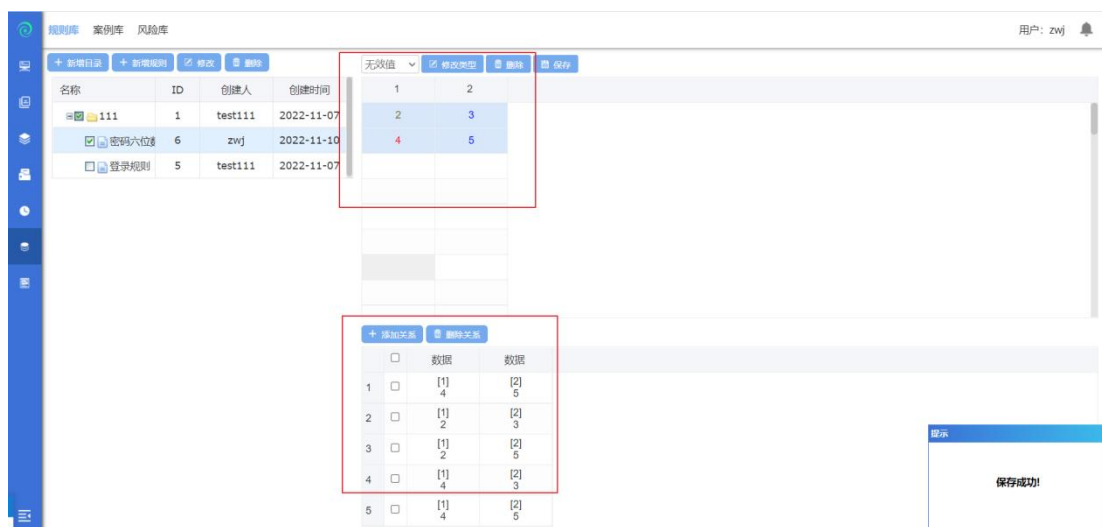 规则库 案例库 风险库 用户：zwj
+ 新增目录 + 新增规则 修改 删除
无效值 修改类型 删除 保存
名称 ID 创建人 创建时间
111 1 test111 2022-11-07
密码六位数 6 zwj 2022-11-10
登录规则 5 test111 2022-11-07
1 2
2 3
4 5
+ 添加关系 删除关系
数据 数据
1 [1] [2]
4 5
2 [1] [2]
2 3
3 [1] [2]
2 5
4 [1] [2]
4 3
5 [1] [2]
4 5
提示
保存成功!